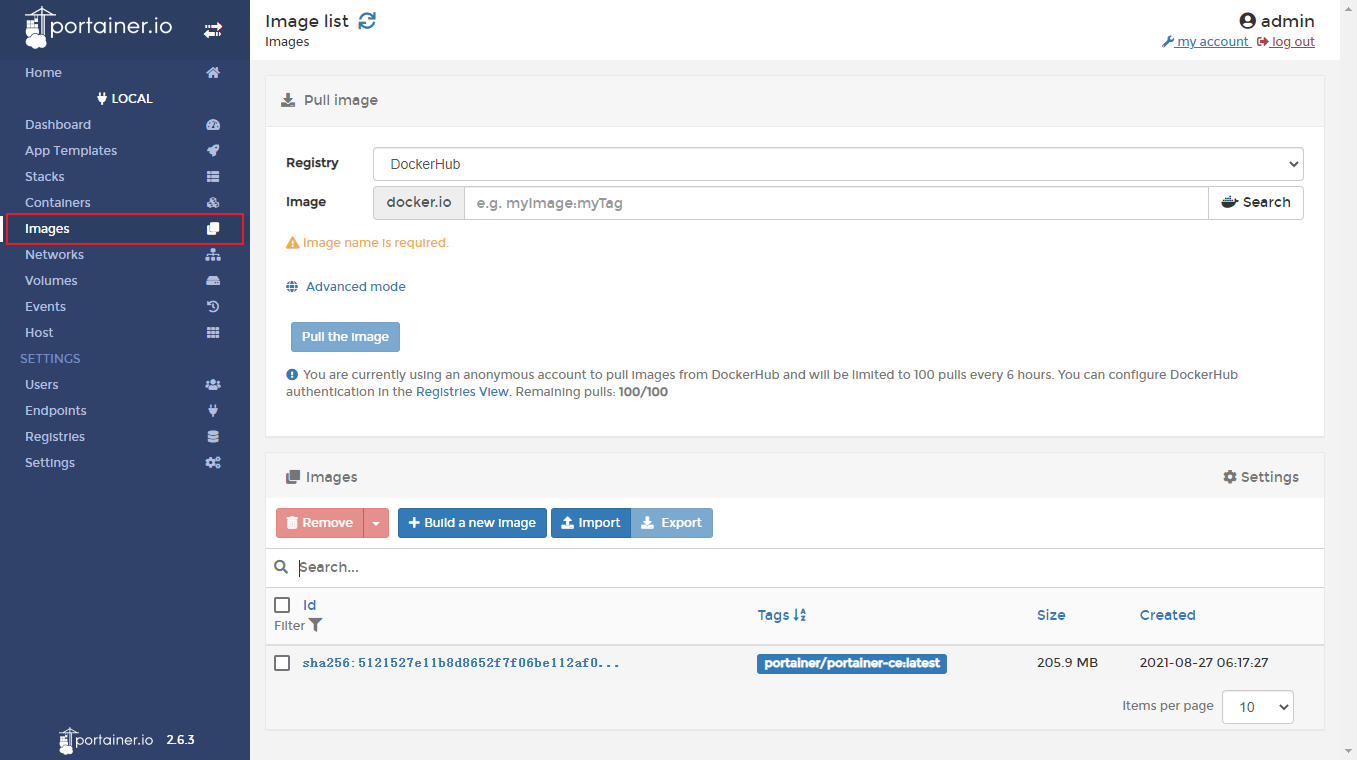 portainer.io
Home
LOCAL
Dashboard
App Templates
Stacks
Containers
Images
Networks
Volumes
Events
Host
SETTINGS
Users
Endpoints
Registries
Settings
portainer.io 2.6.3
Image list
Images
admin
my account log out
Pull image
Registry DockerHub
Image docker.io e.g. myImage:myTag Search
Image name is required.
Advanced mode
Pull the image
You are currently using an anonymous account to pull images from DockerHub and will be limited to 100 pulls every 6 hours. You can configure DockerHub
authentication in the Registries View. Remaining pulls: 100/100
Images Settings
Remove Build a new image Import Export
Search...
Id Tags Size Created
Filter
sha256:5121527e11b8d8652f7f06be112af0... portainer/portainer-ce:latest 205.9 MB 2021-08-27 06:17:27
Items per page 10